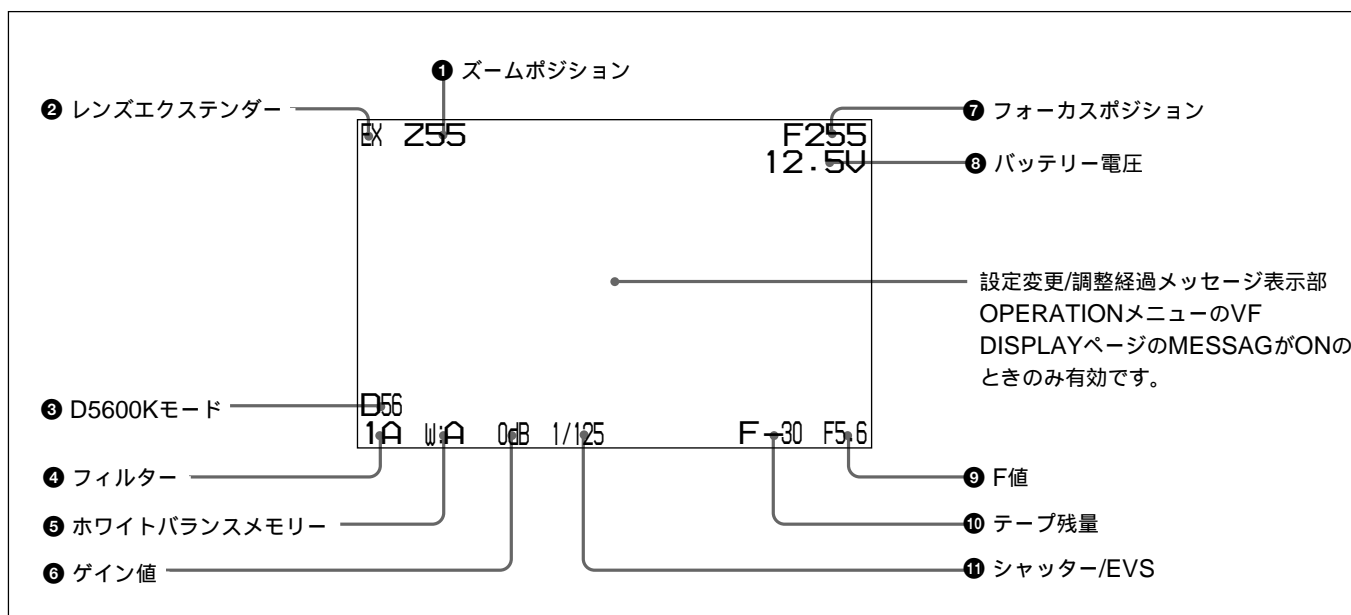 ❶ ズームポジション
❷ レンズエクステンダー
❼ フォーカスポジション
EX Z55
F255
12.5V
❽ バッテリー電圧
設定変更/調整経過メッセージ表示部
OPERATIONメニューのVF
DISPLAYページのMESSAGがONの
ときのみ有効です。
❸ D5600Kモード
D56
1A W:A 0dB 1/125
F-30 F5.6
❹ フィルター
❾ F値
❺ ホワイトバランスメモリー
❿ テープ残量
❻ ゲイン値
⓫ シャッター/EVS